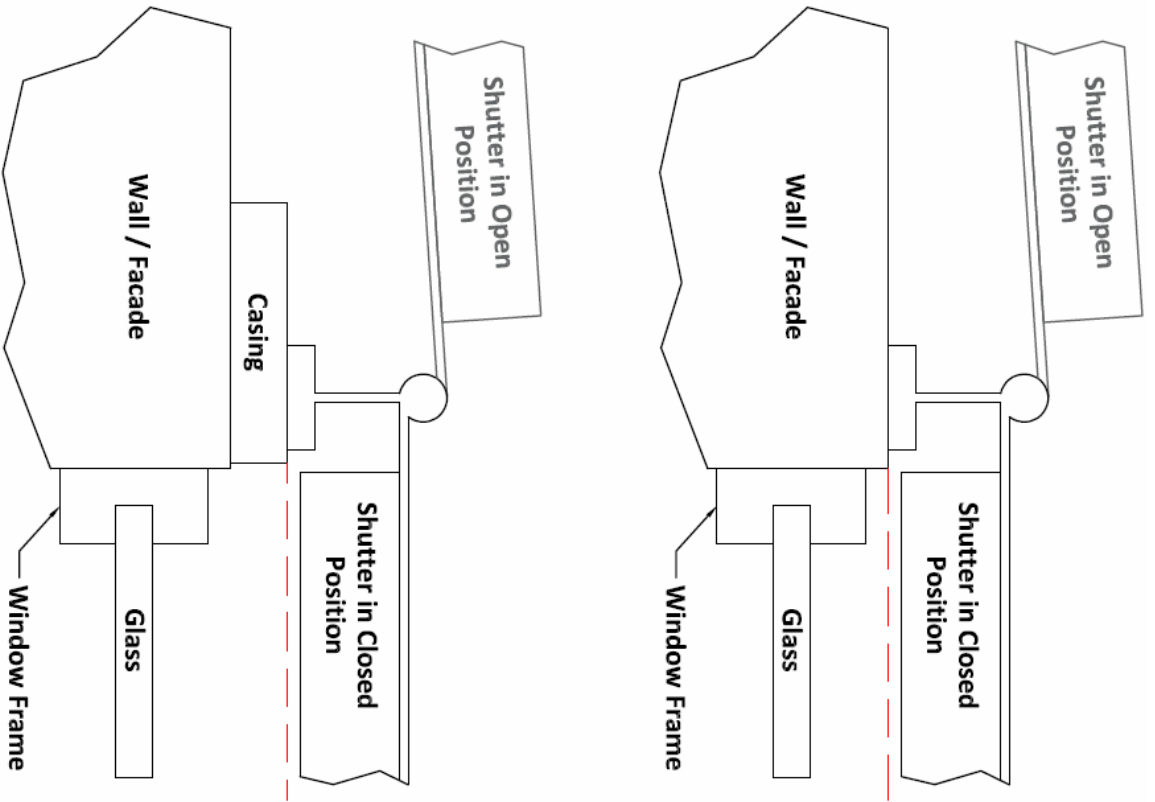 Shutter in Open
Position
Shutter in Closed
Position
Wall / Facade
Glass
Window Frame
Shutter in Open
Position
Shutter in Closed
Position
Casing
Wall / Facade
Glass
Window Frame